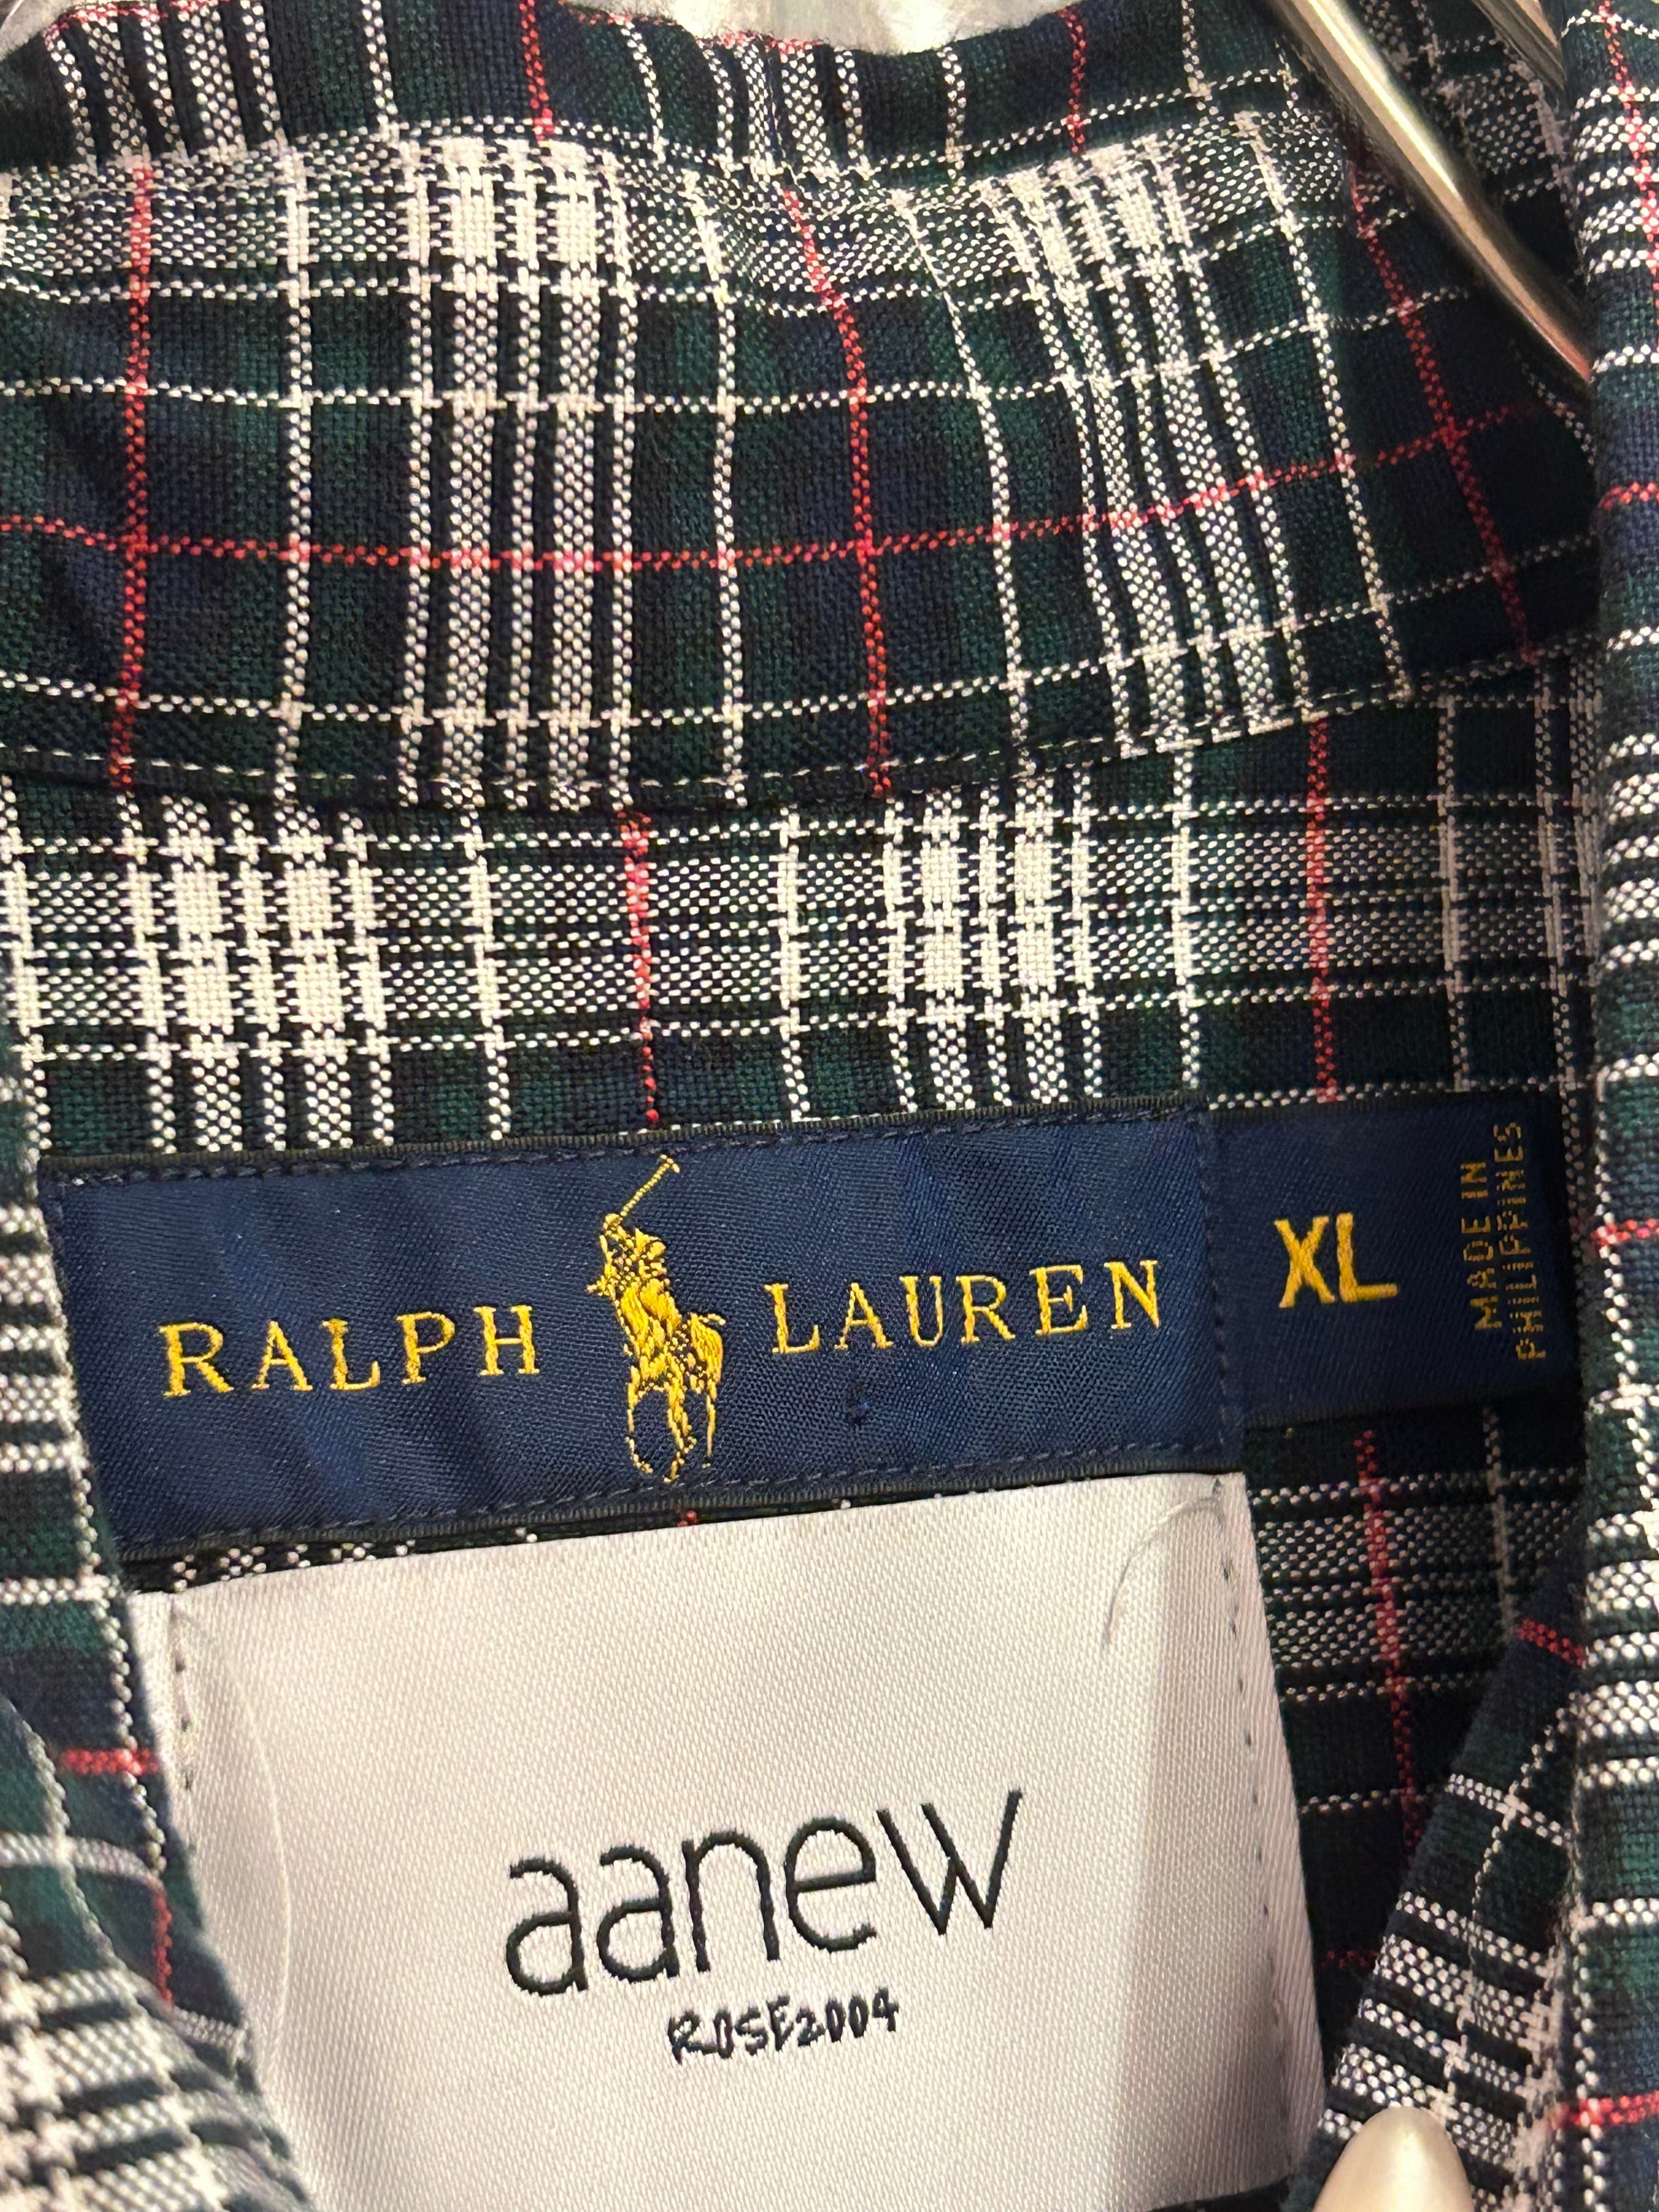 RALPH LAUREN
XL
MADE IN
PHILIPPINES
aanew
ROSE2004